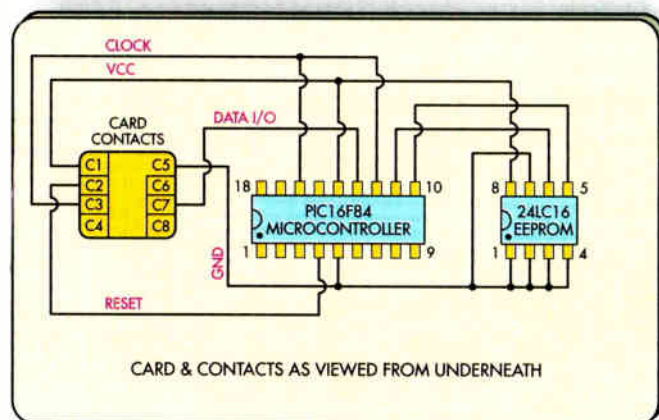 CLOCK
VCC
DATA I/O
CARD
CONTACTS
C1 C5
C2 C6
C3 C7
C4 C8
18 10
PIC16F84
MICROCONTROLLER
1 9
8 5
24LC16
EEPROM
1 4
GND
RESET
CARD & CONTACTS AS VIEWED FROM UNDERNEATH